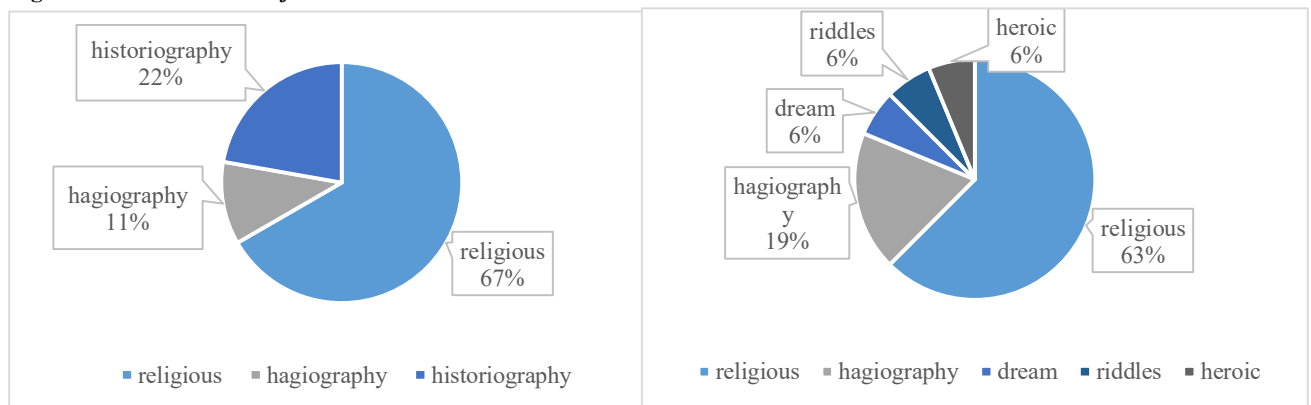 historiography
22%
hagiography
11%
religious
67%
religious hagiography historiography
riddles
6%
heroic
6%
dream
6%
hagiograph
y
19%
religious
63%
religious hagiography dream riddles heroic